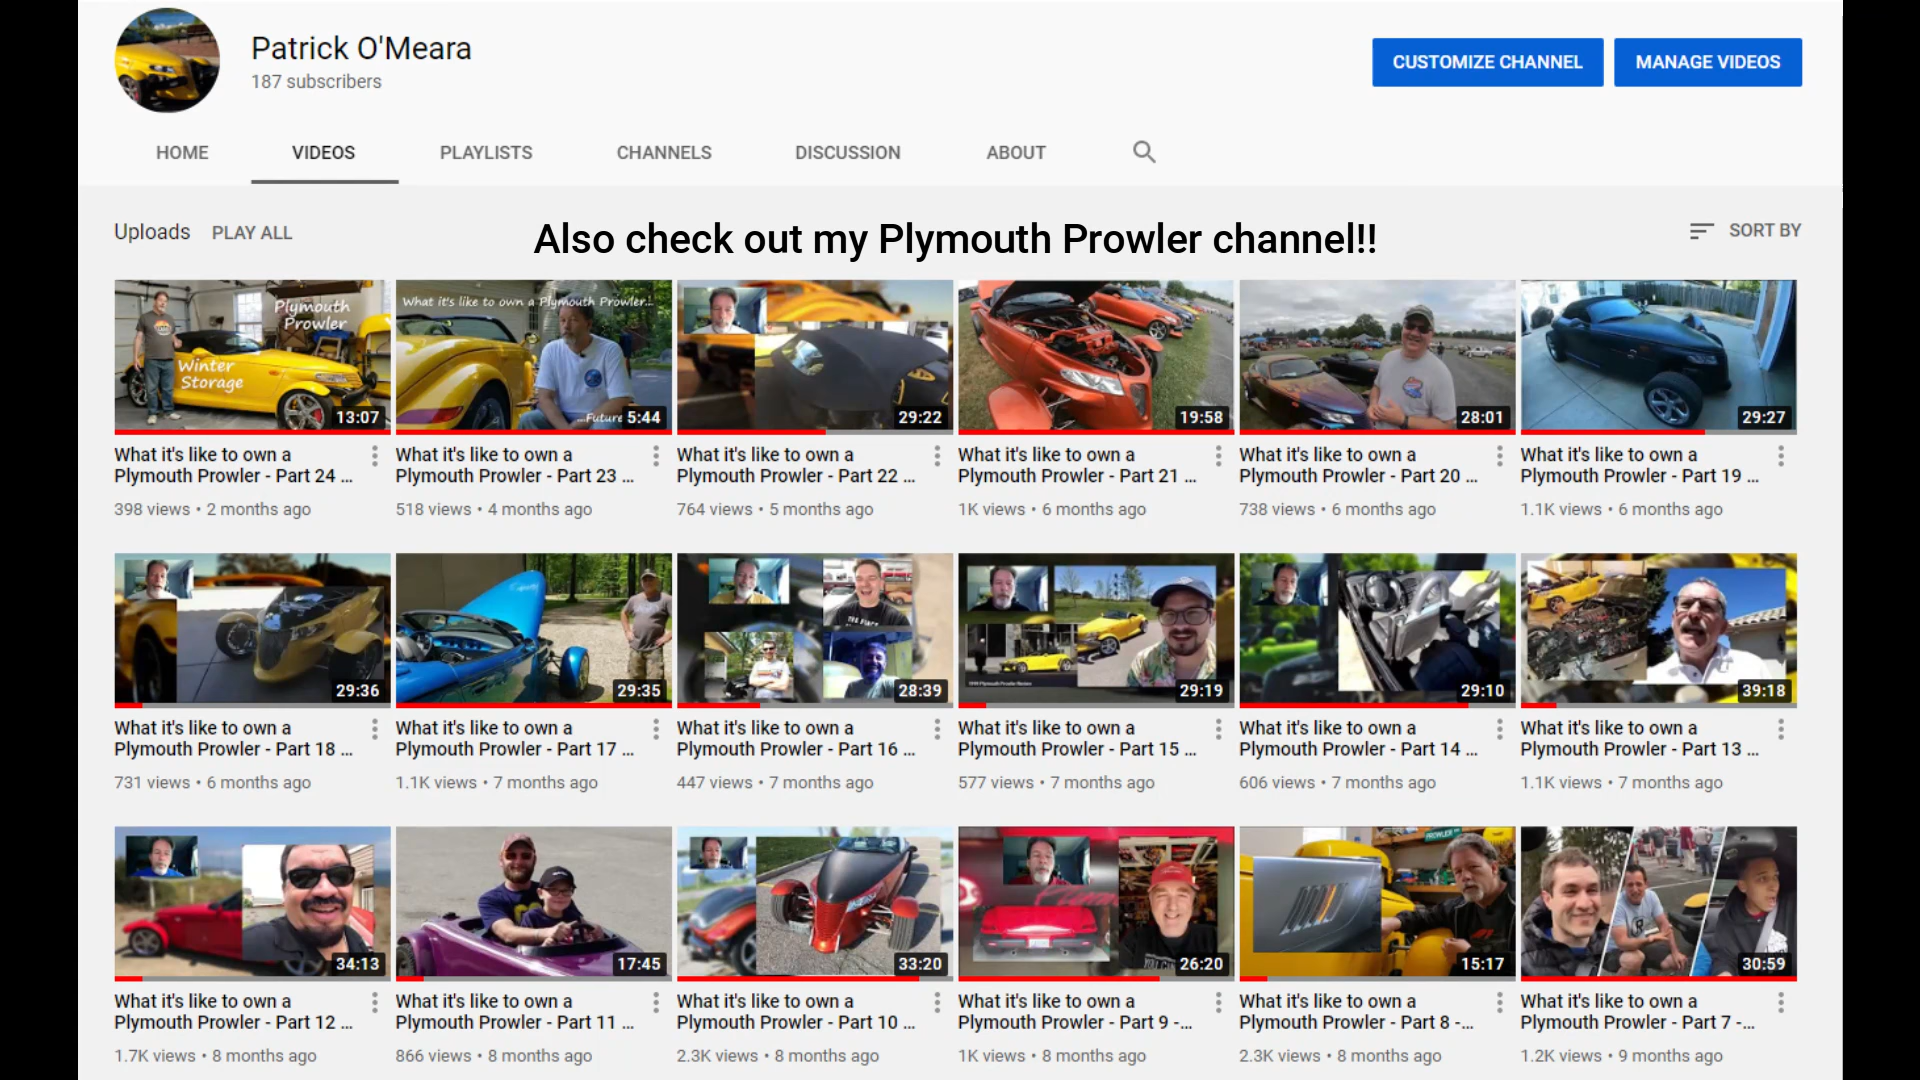 Patrick O'Meara
187 subscribers
CUSTOMIZE CHANNEL
MANAGE VIDEOS
HOME
VIDEOS
PLAYLISTS
CHANNELS
DISCUSSION
ABOUT
Uploads
PLAY ALL
Also check out my Plymouth Prowler channel!!
SORT BY
Plymouth
Prowler
Winter
Storage
13:07
What it's like to own a Plymouth Prowler...
...Future
5:44
29:22
19:58
28:01
29:27
What it's like to own a
Plymouth Prowler - Part 24 ...
398 views • 2 months ago
What it's like to own a
Plymouth Prowler - Part 23 ...
518 views • 4 months ago
What it's like to own a
Plymouth Prowler - Part 22 ...
764 views • 5 months ago
What it's like to own a
Plymouth Prowler - Part 21 ...
1K views • 6 months ago
What it's like to own a
Plymouth Prowler - Part 20 ...
738 views • 6 months ago
What it's like to own a
Plymouth Prowler - Part 19 ...
1.1K views • 6 months ago
29:36
29:35
28:39
29:19
29:10
39:18
What it's like to own a
Plymouth Prowler - Part 18 ...
731 views • 6 months ago
What it's like to own a
Plymouth Prowler - Part 17 ...
1.1K views • 7 months ago
What it's like to own a
Plymouth Prowler - Part 16 ...
447 views • 7 months ago
What it's like to own a
Plymouth Prowler - Part 15 ...
577 views • 7 months ago
What it's like to own a
Plymouth Prowler - Part 14 ...
606 views • 7 months ago
What it's like to own a
Plymouth Prowler - Part 13 ...
1.1K views • 7 months ago
34:13
17:45
33:20
26:20
PROWLER
15:17
30:59
What it's like to own a
Plymouth Prowler - Part 12 ...
1.7K views • 8 months ago
What it's like to own a
Plymouth Prowler - Part 11 ...
866 views • 8 months ago
What it's like to own a
Plymouth Prowler - Part 10 ...
2.3K views • 8 months ago
What it's like to own a
Plymouth Prowler - Part 9 -...
1K views • 8 months ago
What it's like to own a
Plymouth Prowler - Part 8 -...
2.3K views • 8 months ago
What it's like to own a
Plymouth Prowler - Part 7 -...
1.2K views • 9 months ago